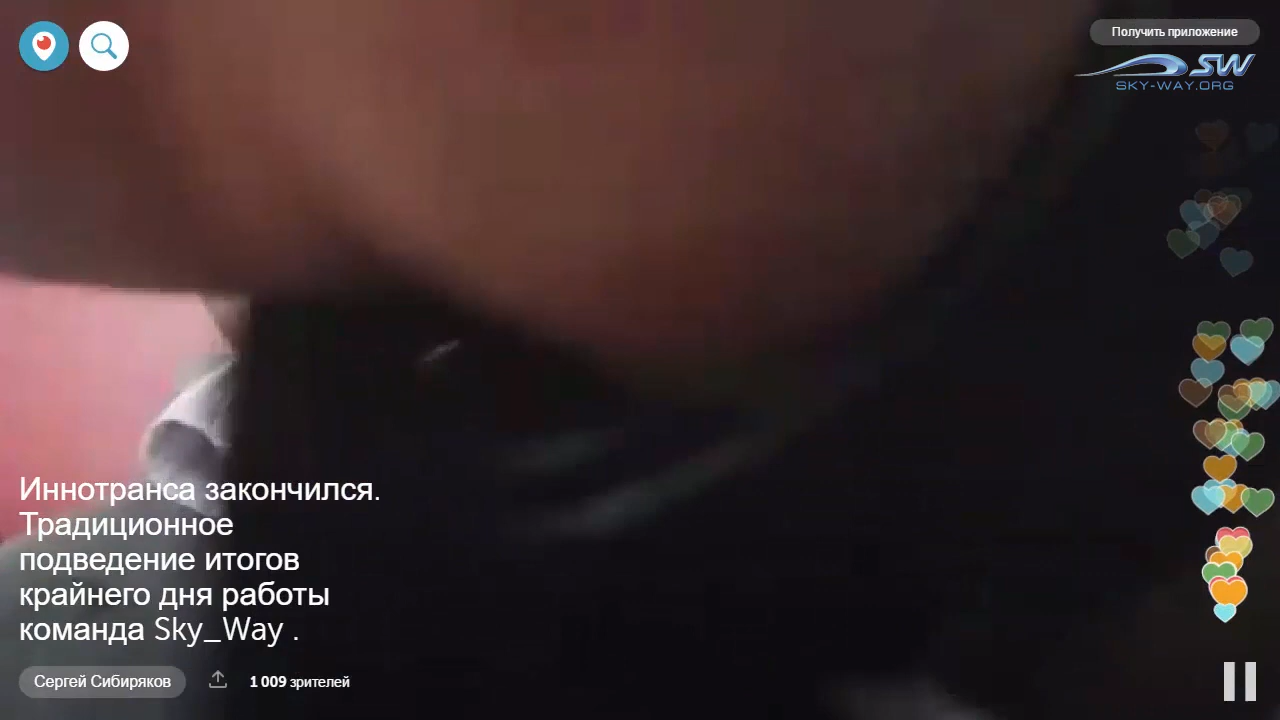 Получить приложение
SW
SKY-WAY.ORG
Иннотранса закончился.
Традиционное
подведение итогов
крайнего дня работы
команда Sky_Way .
Сергей Сибиряков
1 009 зрителей